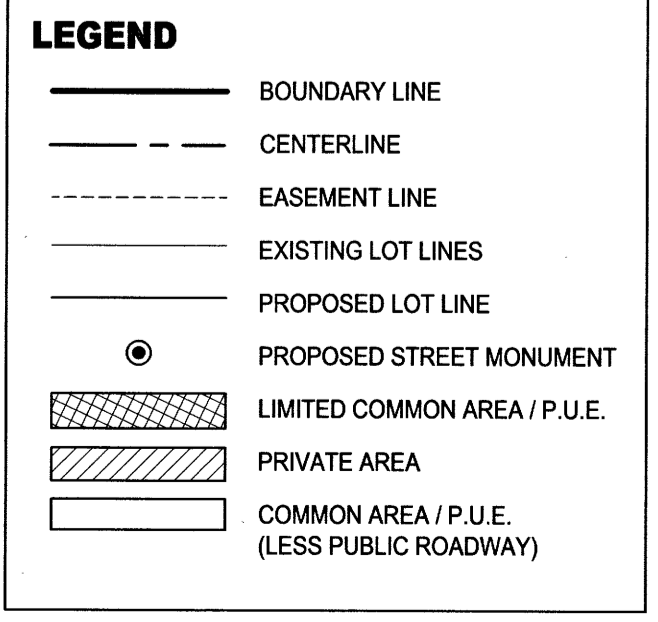 LEGEND
BOUNDARY LINE
CENTERLINE
EASEMENT LINE
EXISTING LOT LINES
PROPOSED LOT LINE
PROPOSED STREET MONUMENT
LIMITED COMMON AREA / P.U.E.
PRIVATE AREA
COMMON AREA / P.U.E.
(LESS PUBLIC ROADWAY)